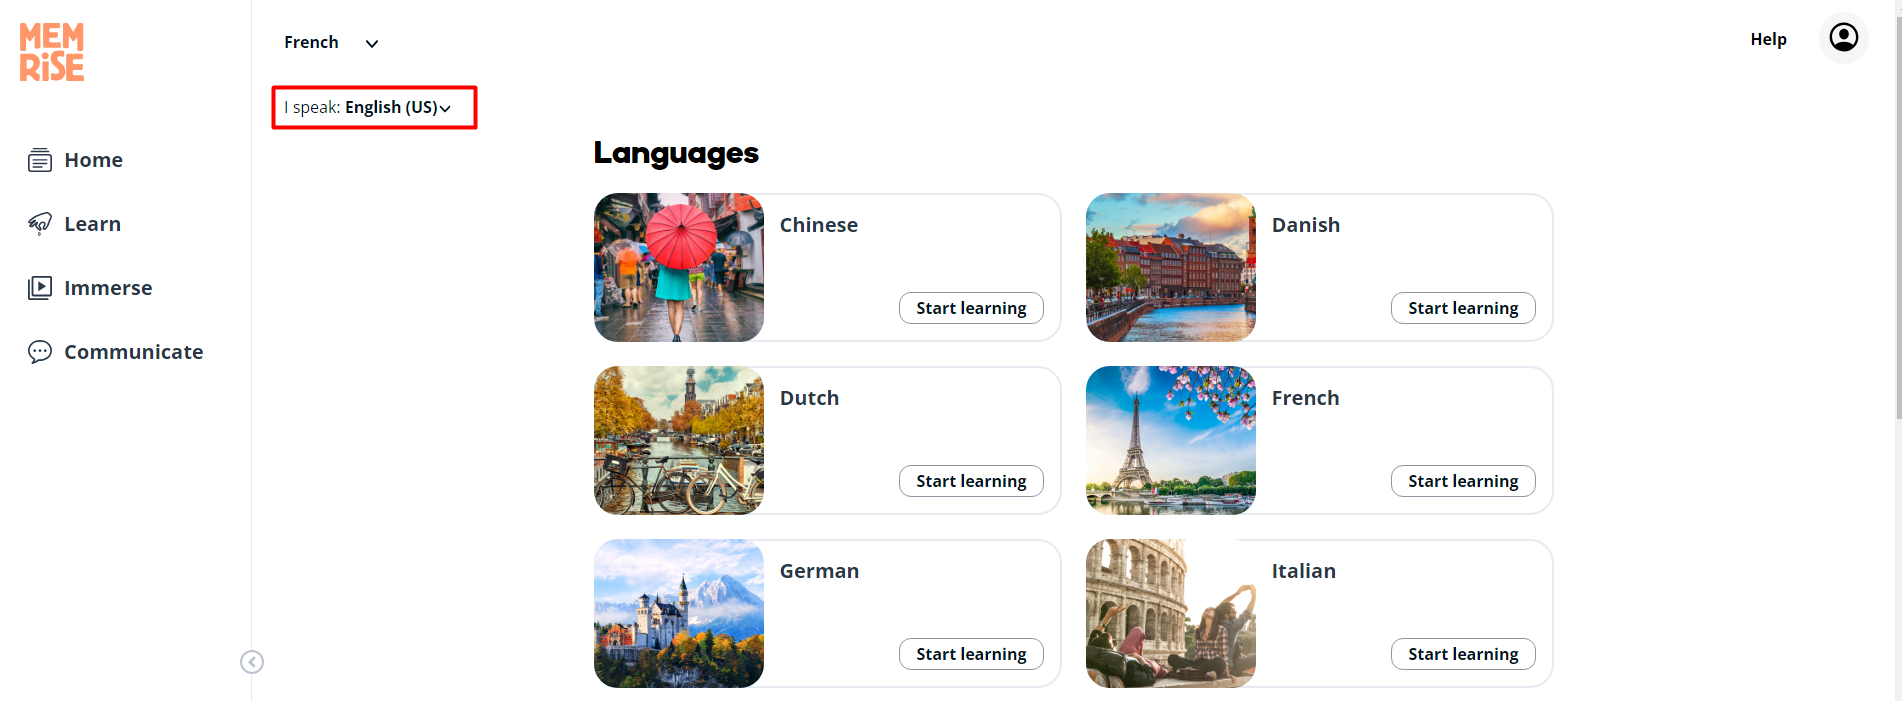 MEM
RiSE
French
Help
I speak: English (US)
Home
Learn
Immerse
Communicate
Languages
Chinese
Start learning
Danish
Start learning
Dutch
Start learning
French
Start learning
German
Start learning
Italian
Start learning